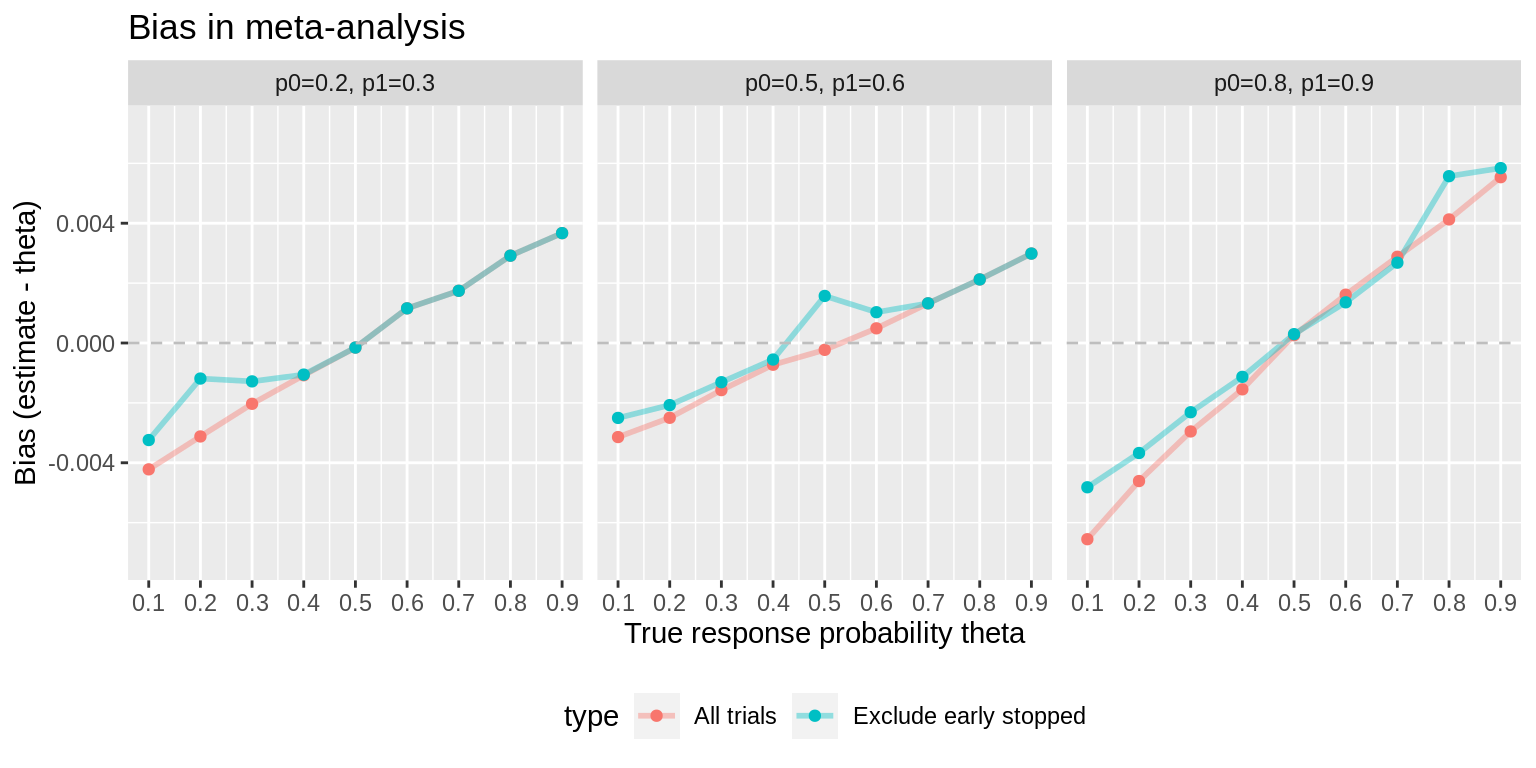 Bias in meta-analysis
p0=0.2, p1=0.3 p0=0.5, p1=0.6 p0=0.8, p1=0.9
Bias (estimate - theta)
0.004
0.000
-0.004
0.1 0.2 0.3 0.4 0.5 0.6 0.7 0.8 0.9 0.1 0.2 0.3 0.4 0.5 0.6 0.7 0.8 0.9 0.1 0.2 0.3 0.4 0.5 0.6 0.7 0.8 0.9
True response probability theta
type All trials Exclude early stopped